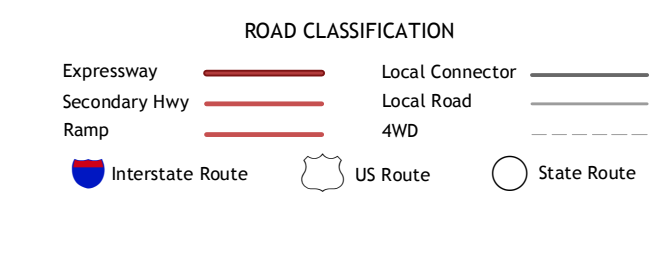 ROAD CLASSIFICATION
Expressway
Local Connector
Secondary Hwy
Local Road
Ramp
4WD
Interstate Route
US Route
State Route